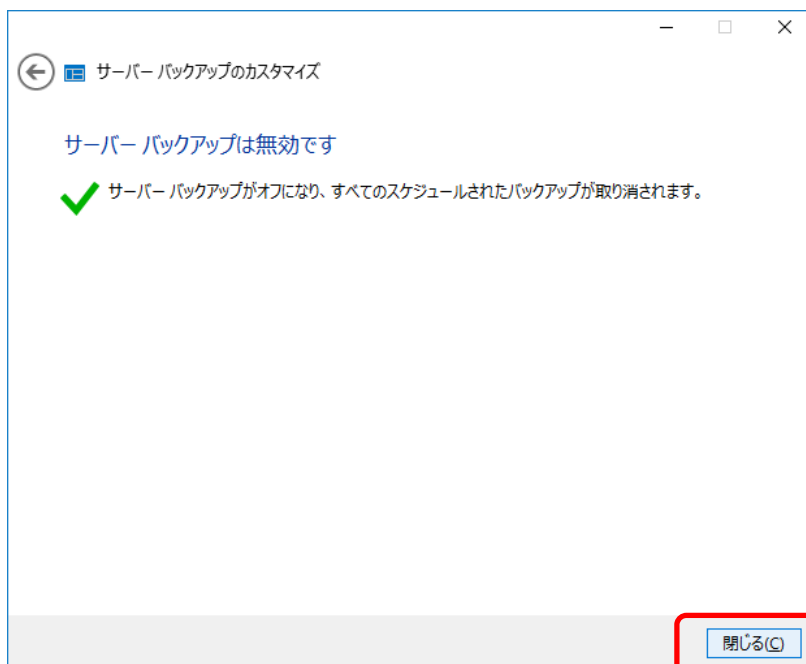 サーバー バックアップのカスタマイズ
サーバー バックアップは無効です
サーバー バックアップがオフになり、すべてのスケジュールされたバックアップが取り消されます。
閉じる(C)